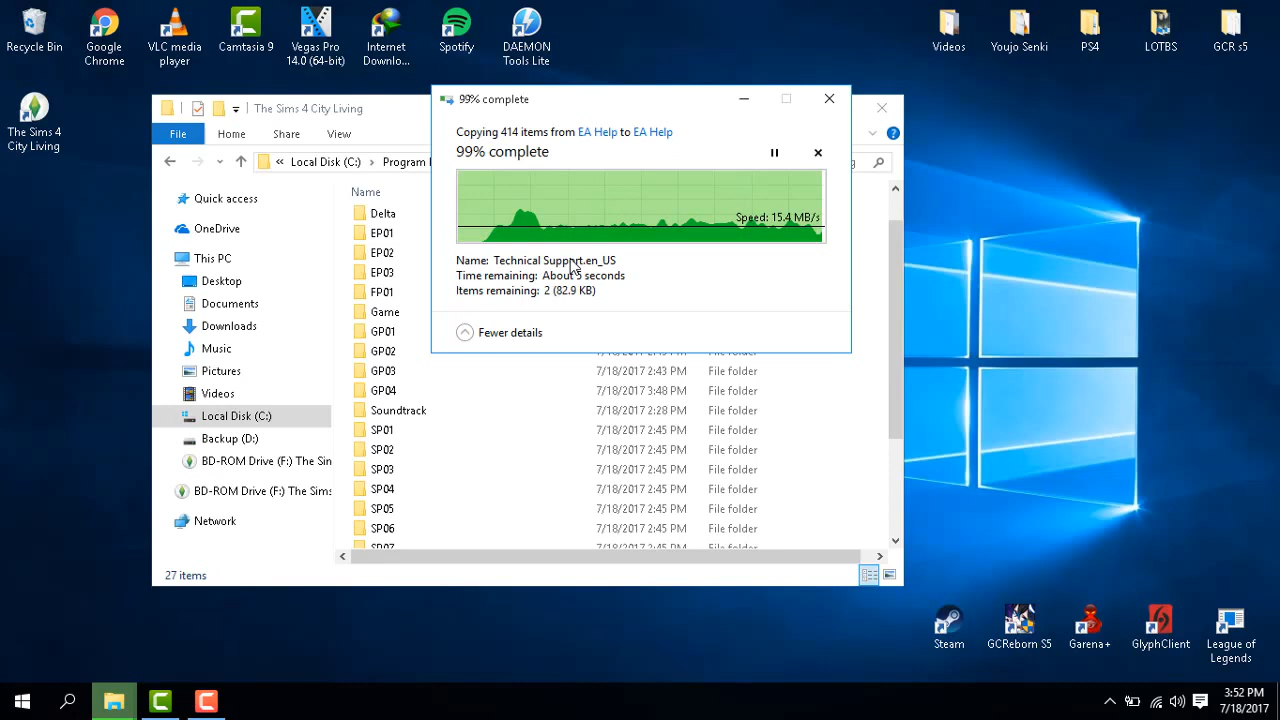 Recycle Bin
Google Chrome
VLC media player
Camtasia 9
Vegas Pro 14.0 (64-bit)
Internet Downlo...
Spotify
DAEMON Tools Lite
Videos
Youjo Senki
PS4
LOTBS
GCR s5
The Sims 4 City Living
The Sims 4 City Living
File
Home
Share
View
« Local Disk (C:) > Program
Quick access
OneDrive
This PC
Desktop
Documents
Downloads
Music
Pictures
Videos
Local Disk (C:)
Backup (D:)
BD-ROM Drive (F:) The Sim
BD-ROM Drive (F:) The Sims
Network
Name
Delta
EP01
EP02
EP03
FP01
Game
GP01
GP02
GP03 7/18/2017 2:43 PM File folder
GP04 7/18/2017 3:48 PM File folder
Soundtrack 7/18/2017 2:28 PM File folder
SP01 7/18/2017 2:45 PM File folder
SP02 7/18/2017 2:45 PM File folder
SP03 7/18/2017 2:45 PM File folder
SP04 7/18/2017 2:45 PM File folder
SP05 7/18/2017 2:45 PM File folder
SP06 7/18/2017 2:45 PM File folder
SP07 7/18/2017 2:45 PM File folder
27 items
99% complete
Copying 414 items from EA Help to EA Help
99% complete
Speed: 15.4 MB/s
Name: Technical Support.en_US
Time remaining: About 5 seconds
Items remaining: 2 (82.9 KB)
Fewer details
Steam
GCReborn S5
Garena+
GlyphClient
League of Legends
3:52 PM
7/18/2017